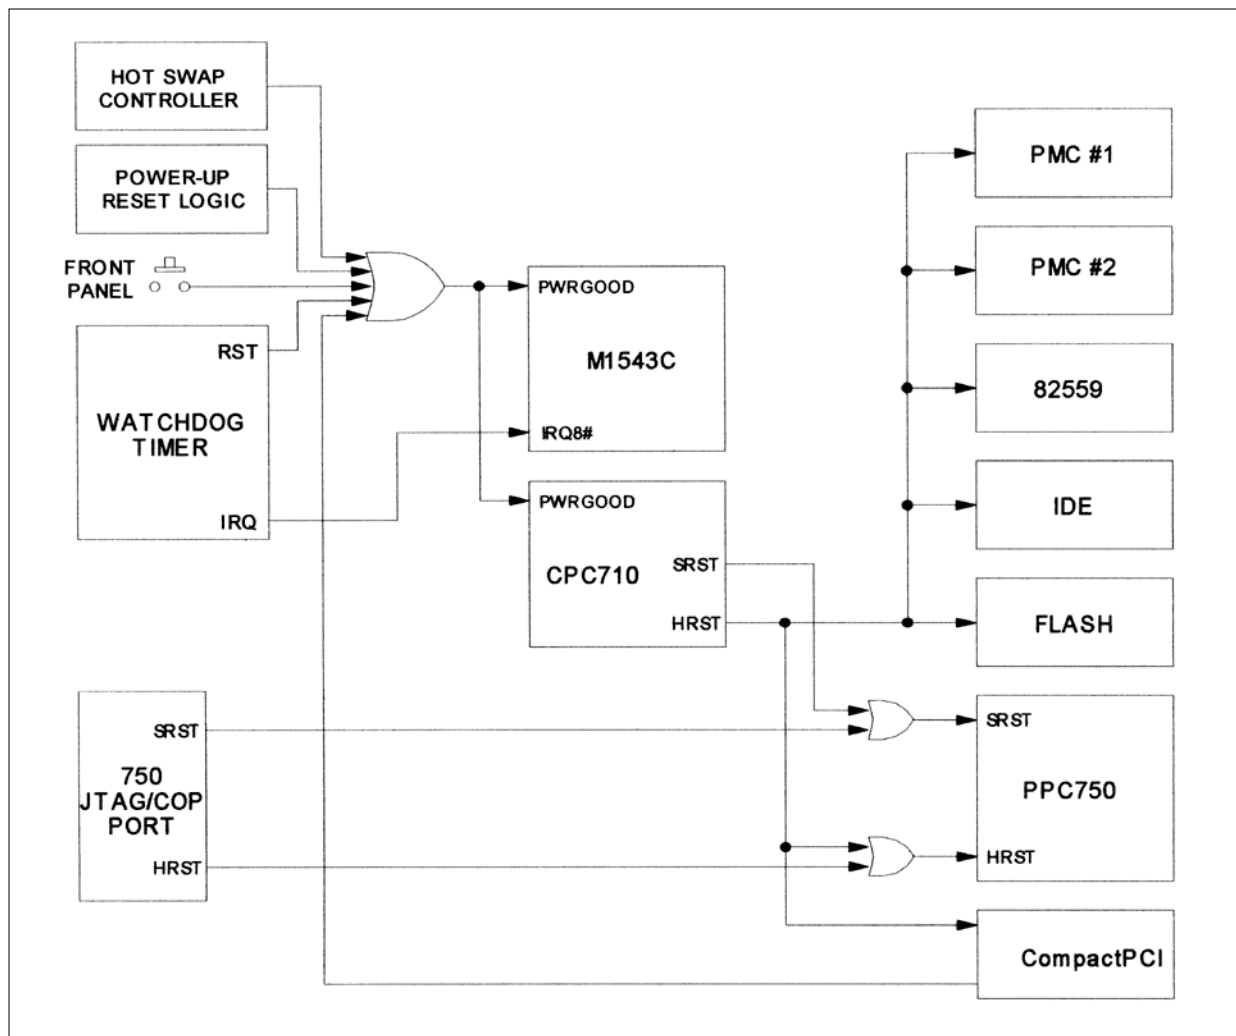 HOT SWAP
CONTROLLER
POWER-UP
RESET LOGIC
FRONT
PANEL
RST
WATCHDOG
TIMER
IRQ
PWRGOOD
M1543C
IRQ8#
PWRGOOD
CPC710
SRST
HRST
PMC #1
PMC #2
82559
IDE
FLASH
SRST
750
JTAG/COP
PORT
HRST
SRST
PPC750
HRST
CompactPCI